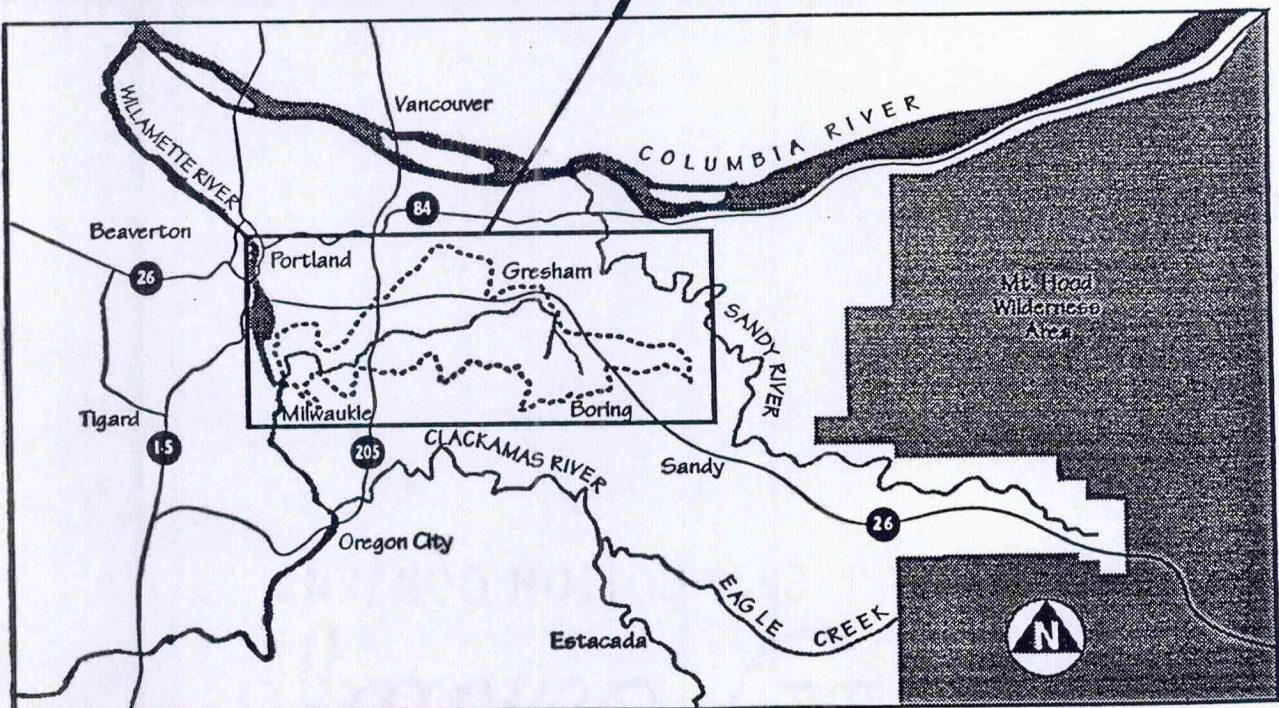 Vancouver
WILLAMETTE RIVER
COLUMBIA RIVER
84
Beaverton
Portland
26
Gresham
Mt. Hood
Wilderness
Area
SANDY RIVER
Tigard
Milwaukie
Boring
I-5
205
CLACKAMAS RIVER
Sandy
26
Oregon City
EAGLE CREEK
Estacada
N